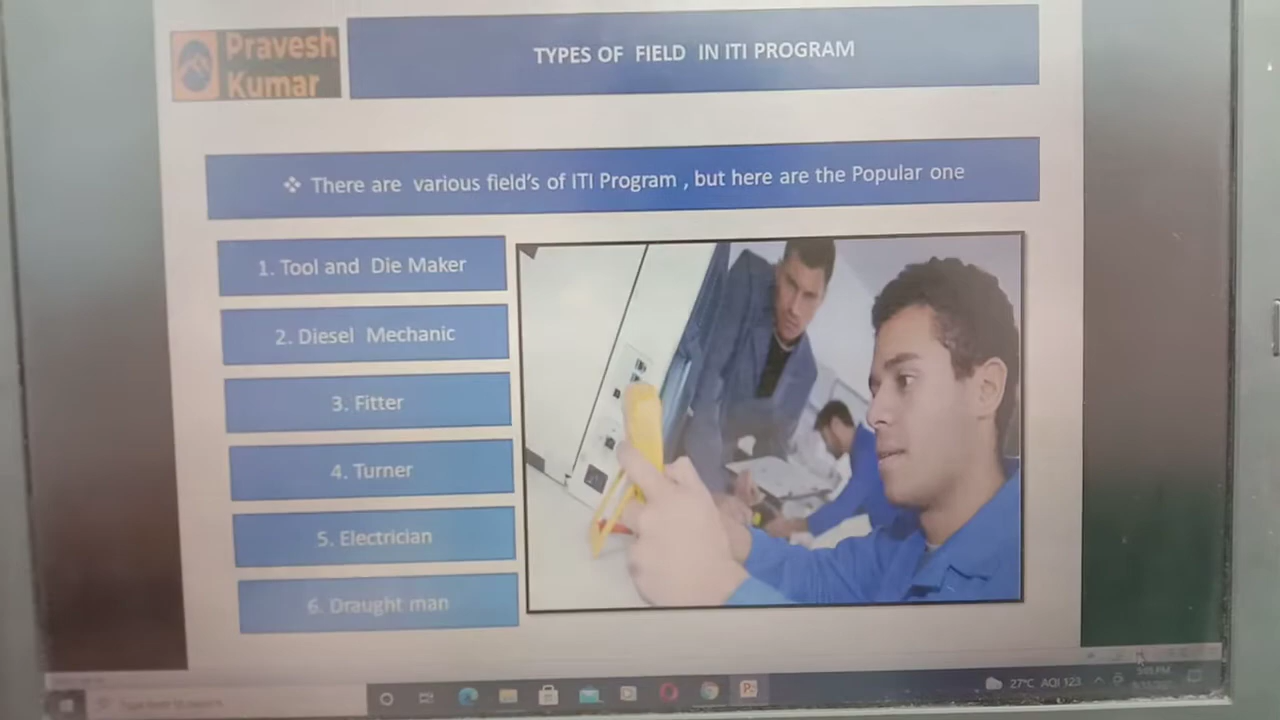 Pravesh
Kumar
TYPES OF FIELD IN ITI PROGRAM
❖ There are various field's of ITI Program , but here are the Popular one
1. Tool and Die Maker
2. Diesel Mechanic
3. Fitter
4. Turner
5. Electrician
6. Draught man
27°C AQI 123